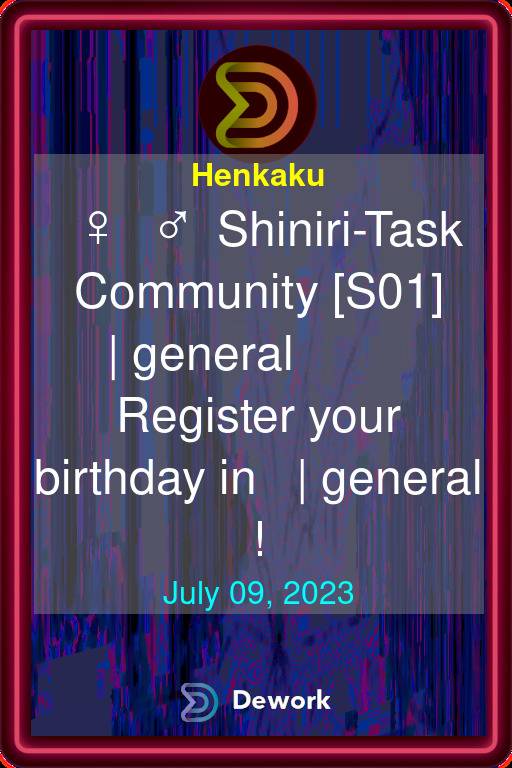 Henkaku
♀ ♂ Shiniri-Task
Community [S01]
| general
Register your
birthday in | general
!
July 09, 2023
Dework